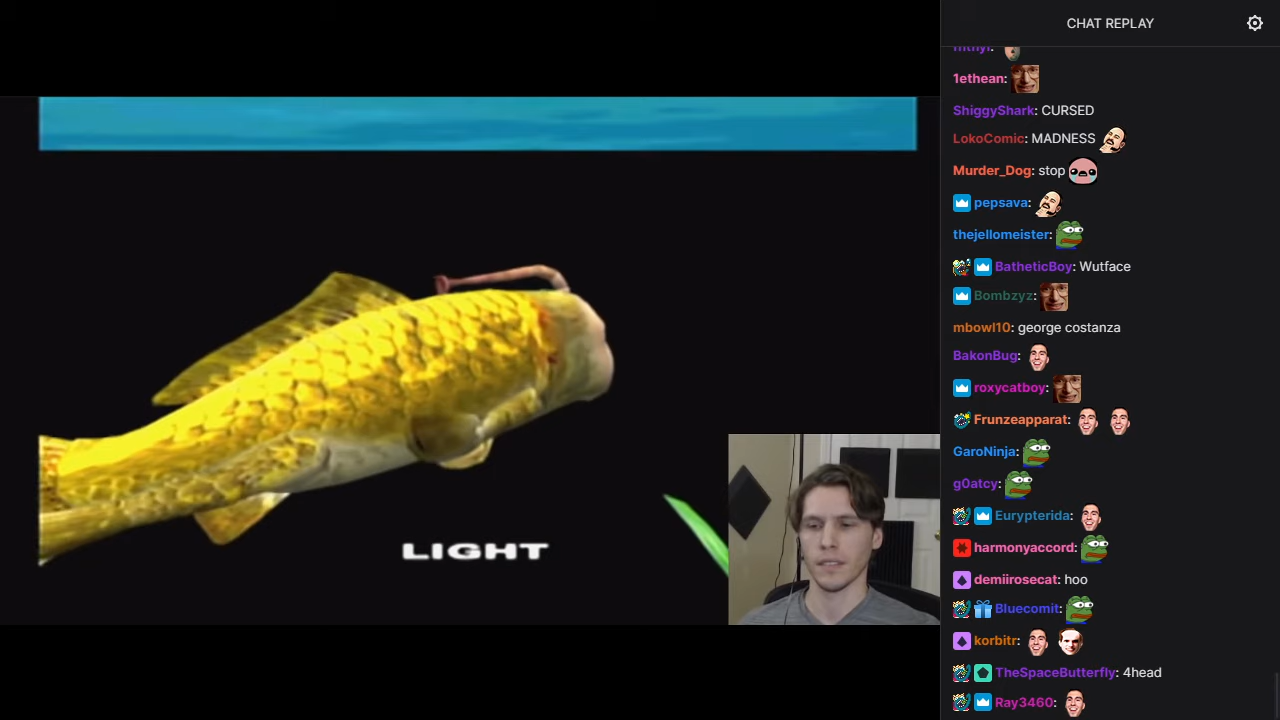 CHAT REPLAY
1ethean:
ShiggyShark: CURSED
LokoComic: MADNESS
Murder_Dog: stop
pepsava:
thejellomeister:
BatheticBoy: Wutface
Bombzyz:
mbowl10: george costanza
BakonBug:
roxycatboy:
Frunzeapparat:
GaroNinja:
g0atcy:
Eurypterida:
harmonyaccord:
demiirosecat: hoo
Bluecomit:
korbitr:
TheSpaceButterfly: 4head
Ray3460:
LIGHT